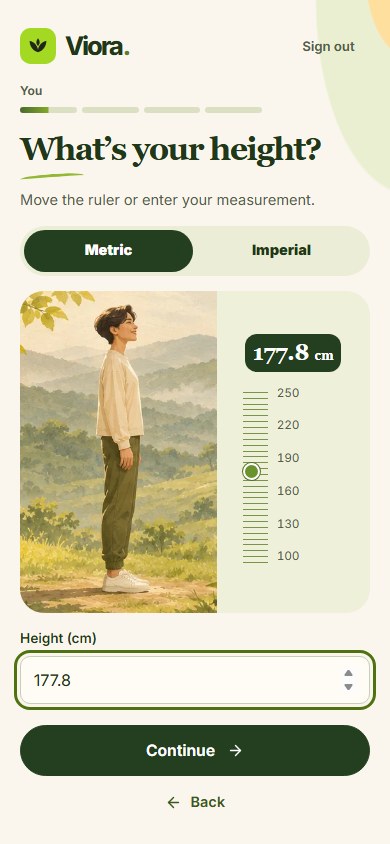 Viora.
Sign out
You
What's your height?
Move the ruler or enter your measurement.
Metric
Imperial
177.8 cm
250
220
190
160
130
100
Height (cm)
177.8
Continue →
← Back